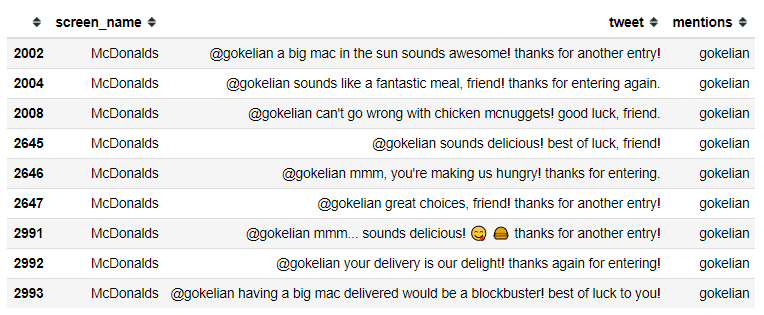 screen_name tweet mentions
2002 McDonalds @gokelian a big mac in the sun sounds awesome! thanks for another entry! gokelian
2004 McDonalds @gokelian sounds like a fantastic meal, friend! thanks for entering again. gokelian
2008 McDonalds @gokelian can't go wrong with chicken mcnuggets! good luck, friend. gokelian
2645 McDonalds @gokelian sounds delicious! best of luck, friend! gokelian
2646 McDonalds @gokelian mmm, you're making us hungry! thanks for entering. gokelian
2647 McDonalds @gokelian great choices, friend! thanks for another entry! gokelian
2991 McDonalds @gokelian mmm... sounds delicious! 😋 🍔 thanks for another entry! gokelian
2992 McDonalds @gokelian your delivery is our delight! thanks again for entering! gokelian
2993 McDonalds @gokelian having a big mac delivered would be a blockbuster! best of luck to you! gokelian